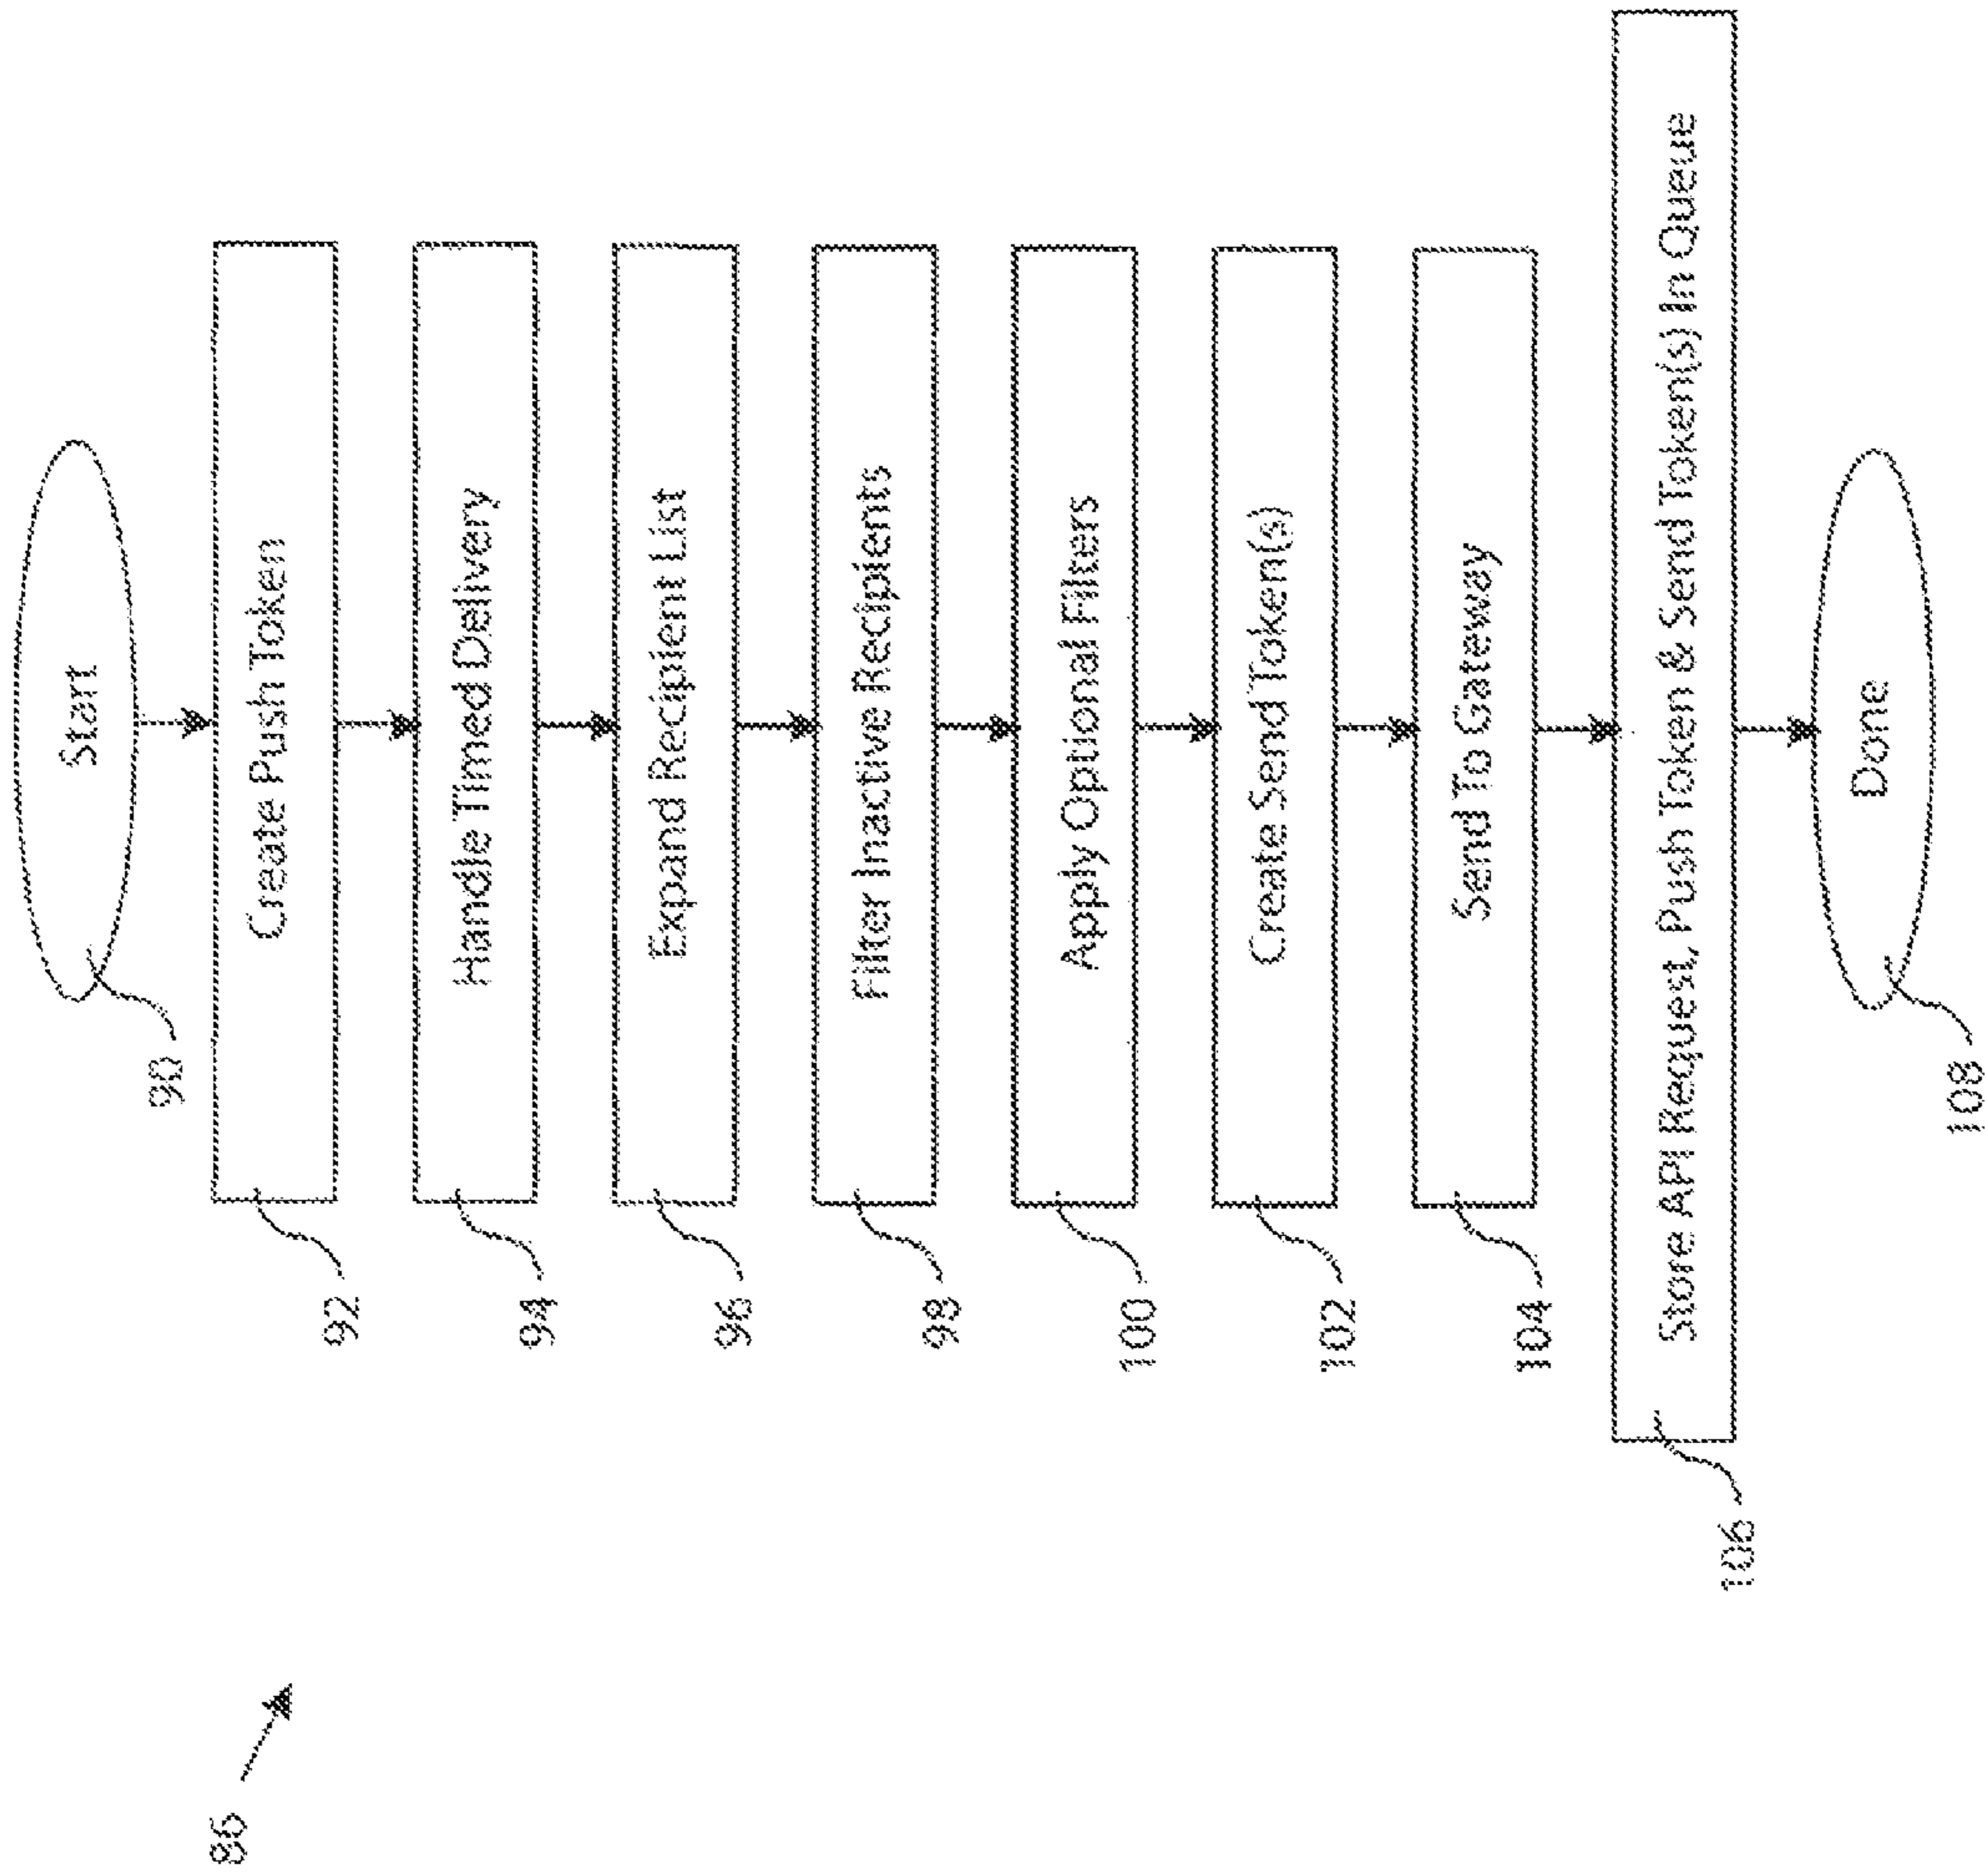 86
Start
90
Create Push Token
92
Handle Timed Delivery
94
Expand Recipient List
96
Filter Inactive Recipients
98
Apply Optional Filters
100
Create Send Token(s)
102
Send To Gateway
104
Store API Request, Push Token & Send Token(s) In Queue
106
Done
108